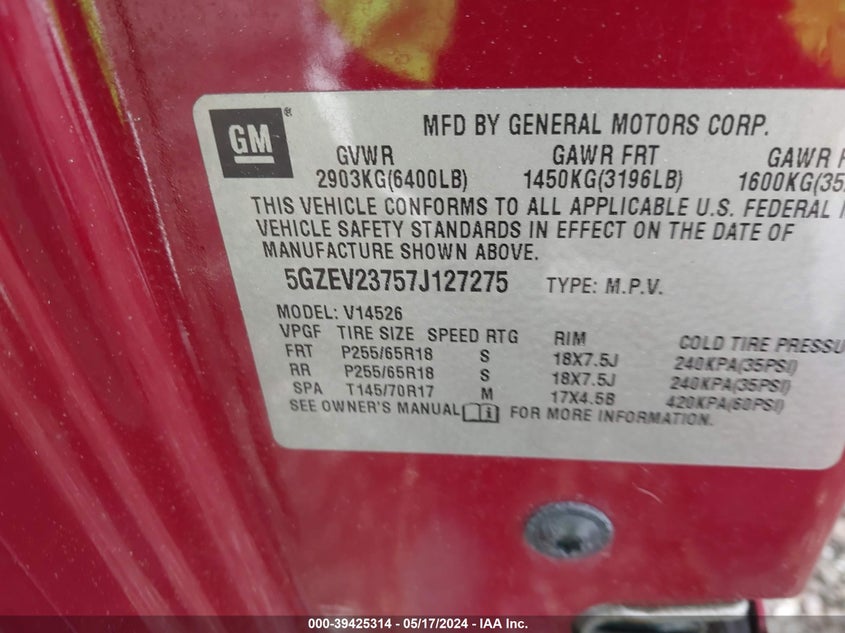 GM®
MFD BY GENERAL MOTORS CORP.
GVWR GAWR FRT GAWR
2903KG(6400LB) 1450KG(3196LB) 1600KG(35
THIS VEHICLE CONFORMS TO ALL APPLICABLE U.S. FEDERAL
VEHICLE SAFETY STANDARDS IN EFFECT ON THE DATE OF
MANUFACTURE SHOWN ABOVE.
5GZEV23757J127275 TYPE: M.P.V.
MODEL: V14526
VPGF TIRE SIZE SPEED RTG RIM COLD TIRE PRESSU
FRT P255/65R18 S 18X7.5J 240KPA(35PSI)
RR P255/65R18 S 18X7.5J 240KPA(35PSI)
SPA T145/70R17 M 17X4.5B 420KPA(60PSI)
SEE OWNER'S MANUAL FOR MORE INFORMATION.
000-39425314 - 05/17/2024 - IAA Inc.